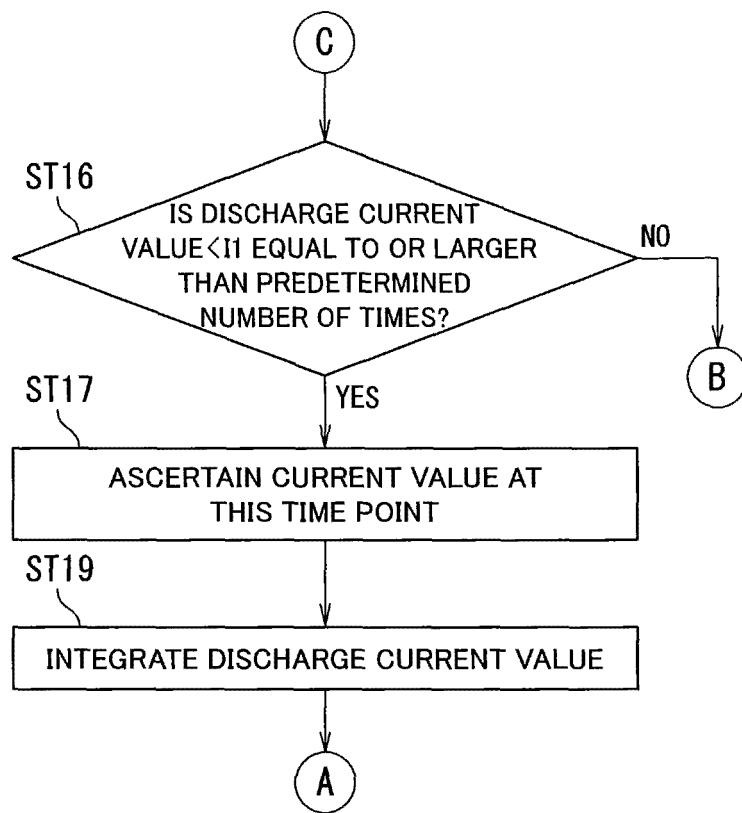 C
ST16
IS DISCHARGE CURRENT
VALUE<I1 EQUAL TO OR LARGER
THAN PREDETERMINED
NUMBER OF TIMES?
NO
B
YES
ST17
ASCERTAIN CURRENT VALUE AT
THIS TIME POINT
ST19
INTEGRATE DISCHARGE CURRENT VALUE
A